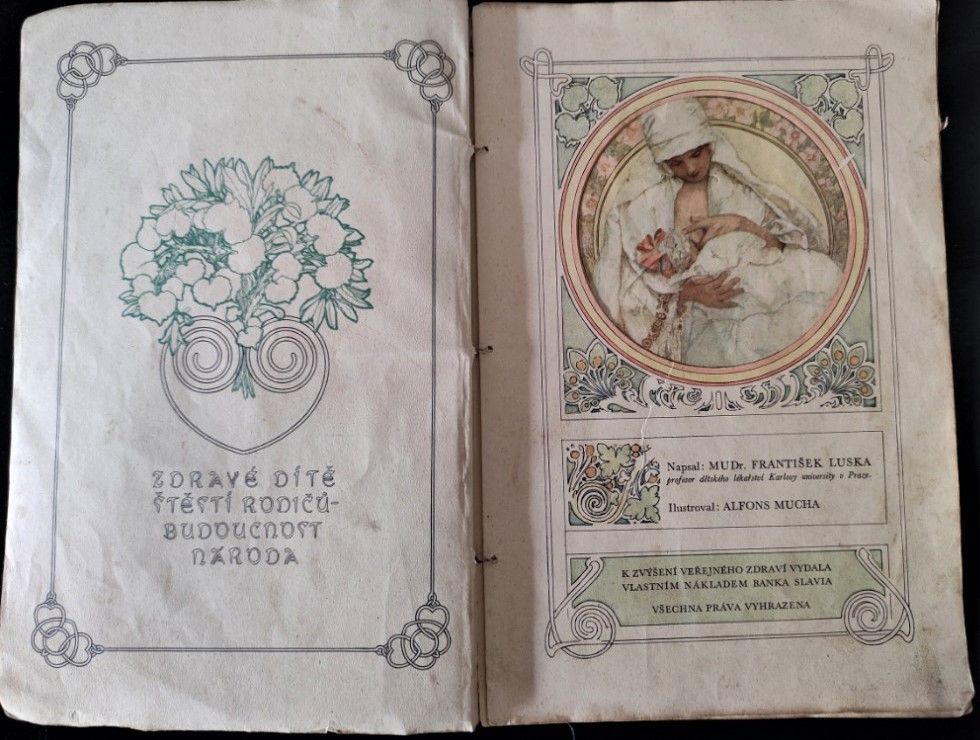 ZDRAVÉ DÍTĚ
ŠTĚSTÍ RODIČŮ-
BUDOUCNOST
NÁRODA
Napsal: MUDr. FRANTIŠEK LUSKA
profesor dětského lékařství Karlovy university v Praze.
Ilustroval: ALFONS MUCHA
K ZVÝŠENÍ VEŘEJNÉHO ZDRAVÍ VYDALA
VLASTNÍM NÁKLADEM BANKA SLAVIA
VŠECHNA PRÁVA VYHRAZENA